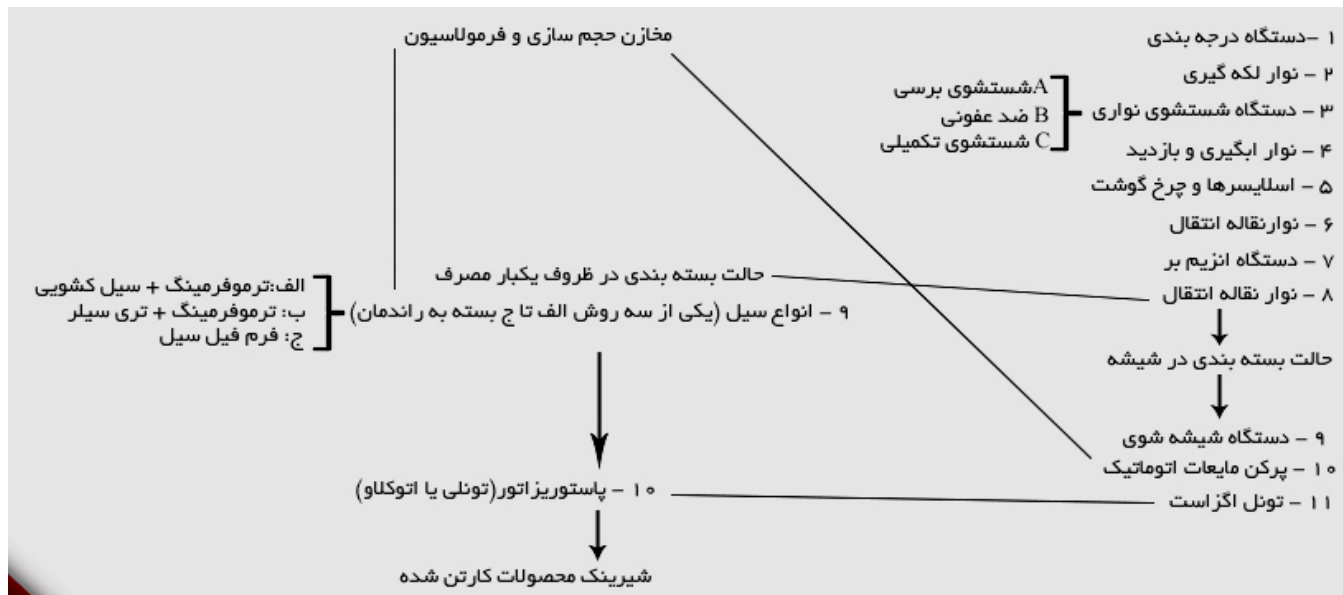 مخازن حجم سازی و فرمولاسیون
۱ -دستگاه درجه بندی
۲ - نوار لکه گیری
۳ - دستگاه شستشوی نواری
Aشستشوی برسی
B ضد عفونی
C شستشوی تکمیلی
۴ - نوار ابگیری و بازدید
۵ - اسلایسرها و چرخ گوشت
۶ - نوارنقاله انتقال
۷ - دستگاه انزیم بر
۸ - نوار نقاله انتقال
حالت بسته بندی در شیشه
۹ - دستگاه شیشه شوی
۱۰ - پرکن مایعات اتوماتیک
۱۱ - تونل اگزاست
حالت بسته بندی در ظروف یکبار مصرف
۹ - انواع سیل (یکی از سه روش الف تا ج بسته به راندمان)
الف:ترموفرمینگ + سیل کشویی
ب: ترموفرمینگ + تری سیلر
ج: فرم فیل سیل
۱۰ - پاستوریزاتور(تونلی یا اتوکلاو)
شیرینک محصولات کارتن شده